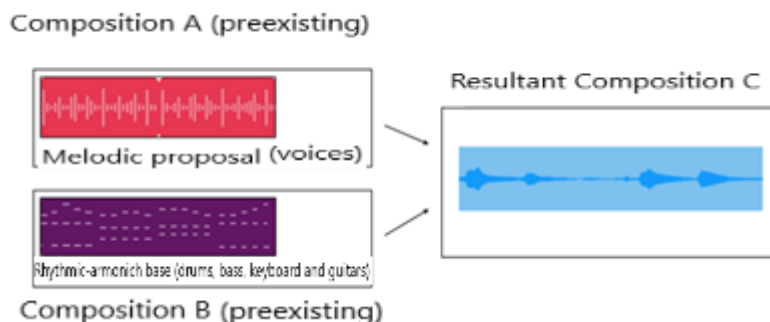 Composition A (preexisting)
Melodic proposal (voices)
Resultant Composition C
Rhythmic-armonich base (drums, bass, keyboard and guitars)
Composition B (preexisting)